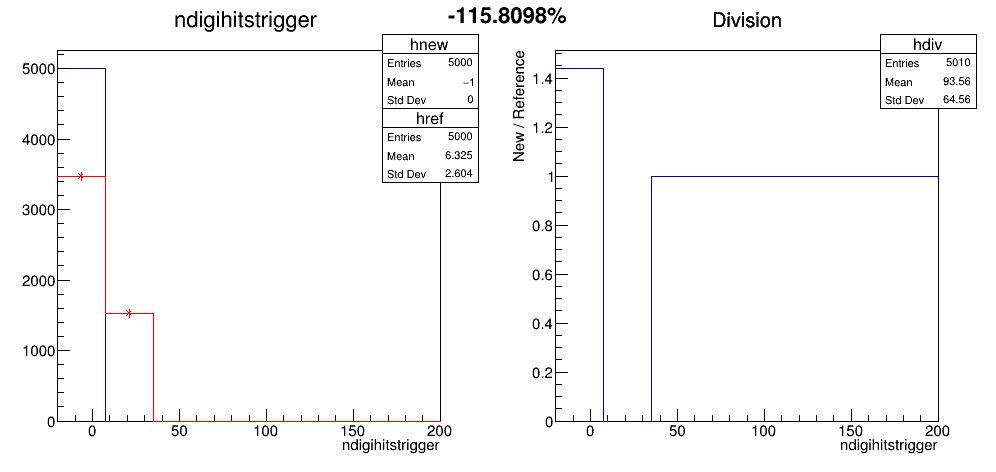 ndigihitstrigger
-115.8098%
Division
hnew
Entries 5000
Mean −1
Std Dev 0
href
Entries 5000
Mean 6.325
Std Dev 2.604
5000
4000
3000
2000
1000
0
0 50 100 150 200
ndigihitstrigger
hdiv
Entries 5010
Mean 93.56
Std Dev 64.56
New / Reference
1.4
1.2
1
0.8
0.6
0.4
0.2
0
0 50 100 150 200
ndigihitstrigger